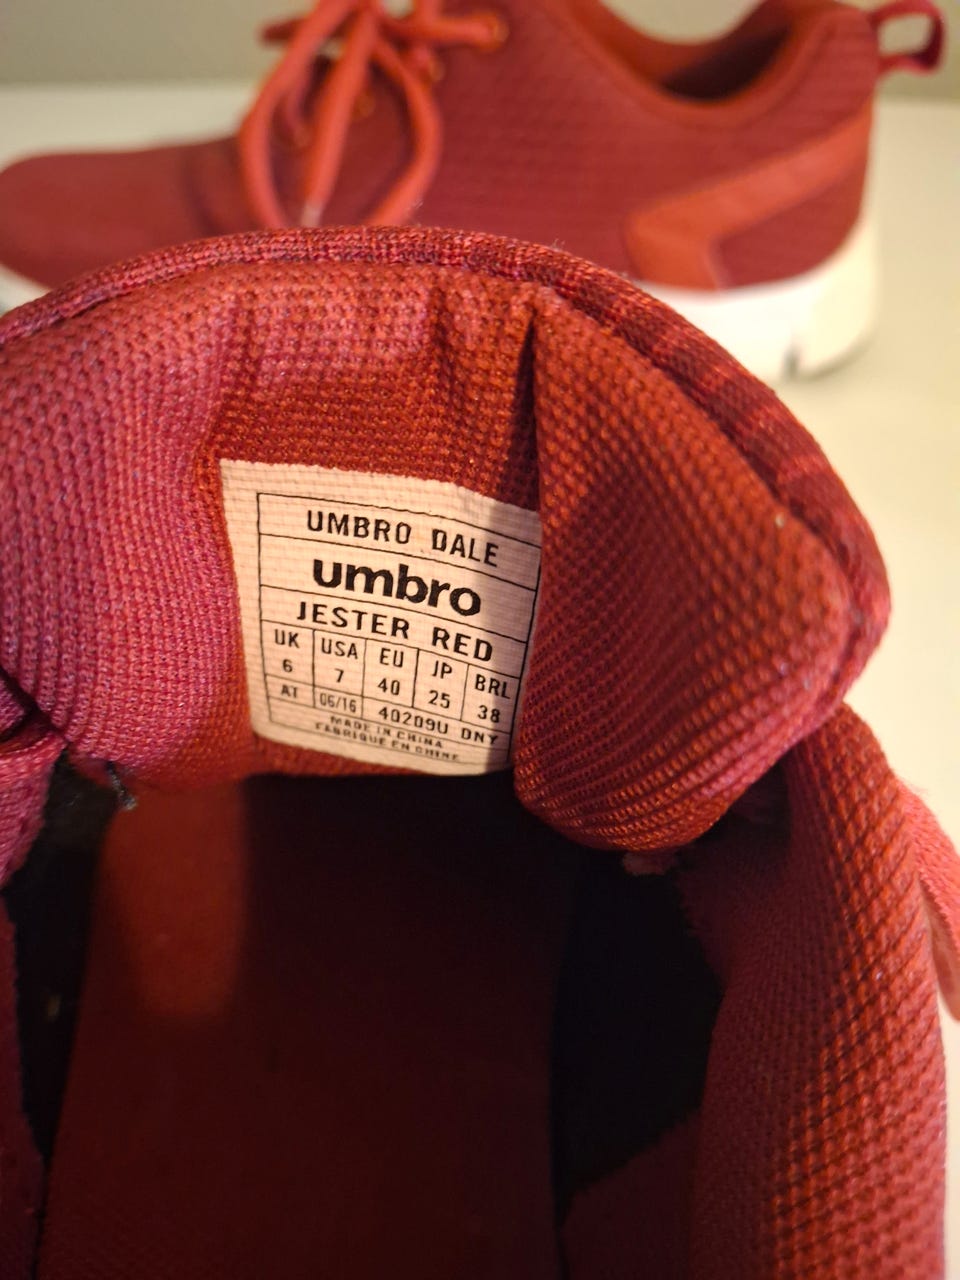 UMBRO DALE
umbro
JESTER RED
UK USA EU JP BRL
6 7 40 25 38
AT 06/16 40209U DNY
MADE IN CHINA
FABRIQUE EN CHINE